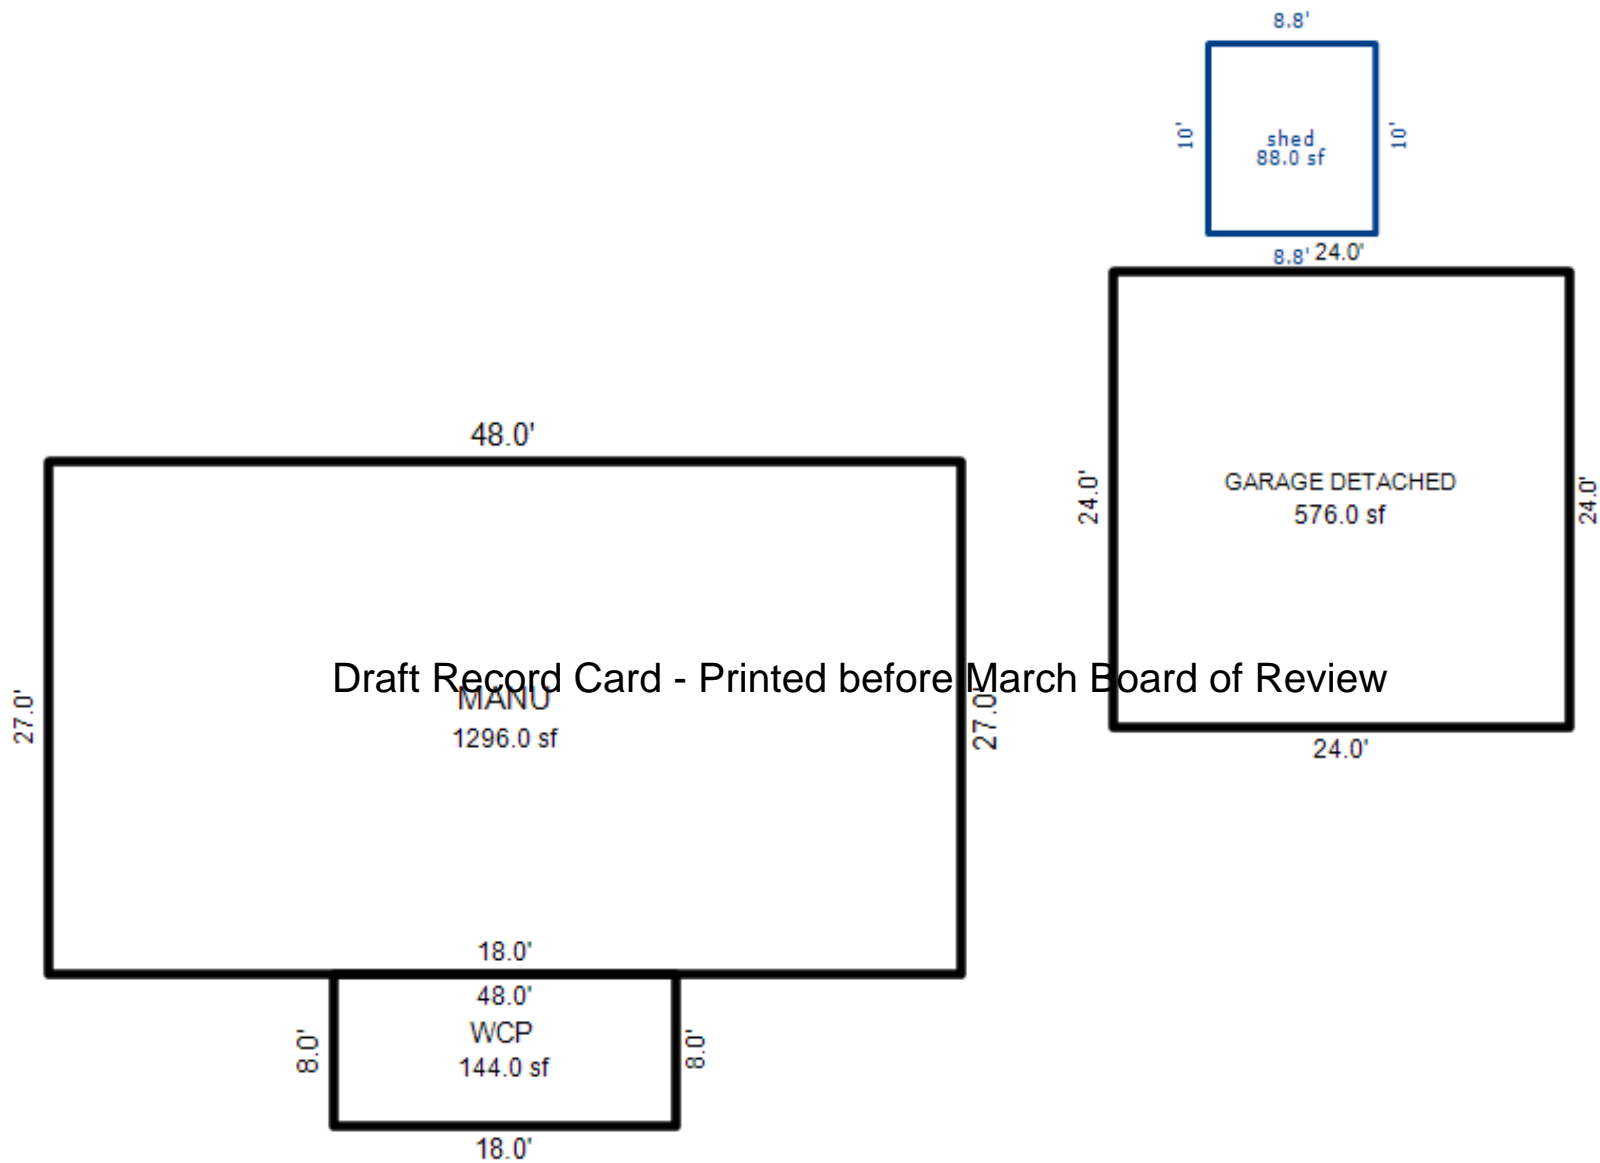 8.8'
10'
shed
10'
88.0 sf
8.8' 24.0'
48.0'
24.0'
GARAGE DETACHED
576.0 sf
24.0'
Draft Record Card - Printed before March Board of Review
27.0'
MANU
1296.0 sf
27.0'
24.0'
18.0'
48.0'
8.0'
WCP
144.0 sf
8.0'
18.0'